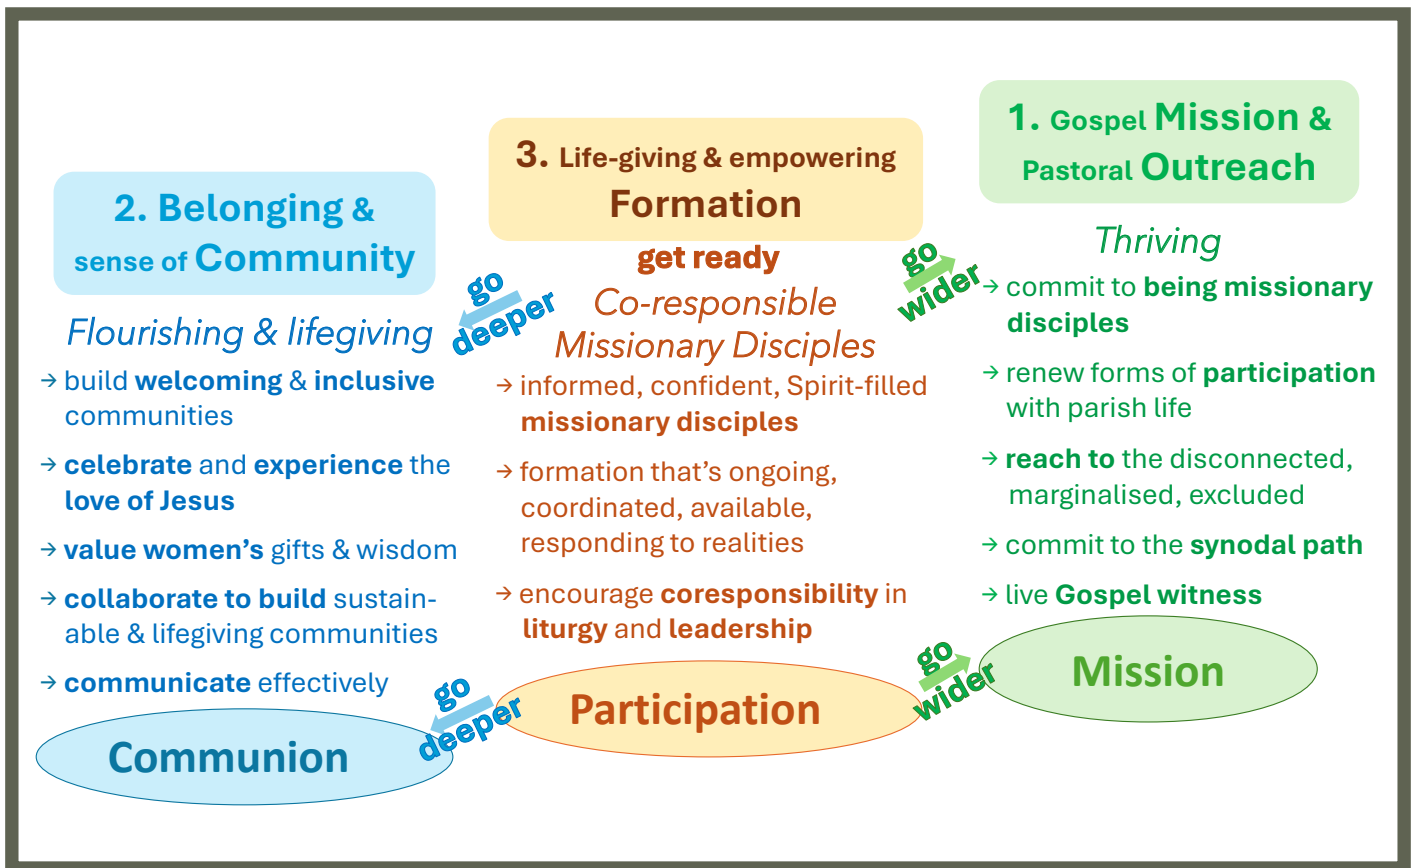 2. Belonging &
sense of Community
Flourishing & lifegiving
→ build welcoming & inclusive
communities
→ celebrate and experience the
love of Jesus
→ value women’s gifts & wisdom
→ collaborate to build sustain-
able & lifegiving communities
→ communicate effectively
Communion
go
deeper
go
deeper
3. Life-giving & empowering
Formation
get ready
Co-responsible
Missionary Disciples
→ informed, confident, Spirit-filled
missionary disciples
→ formation that’s ongoing,
coordinated, available,
responding to realities
→ encourage coresponsibility in
liturgy and leadership
Participation
go
wider
go
wider
1. Gospel Mission &
Pastoral Outreach
Thriving
→ commit to being missionary
disciples
→ renew forms of participation
with parish life
→ reach to the disconnected,
marginalised, excluded
→ commit to the synodal path
→ live Gospel witness
Mission